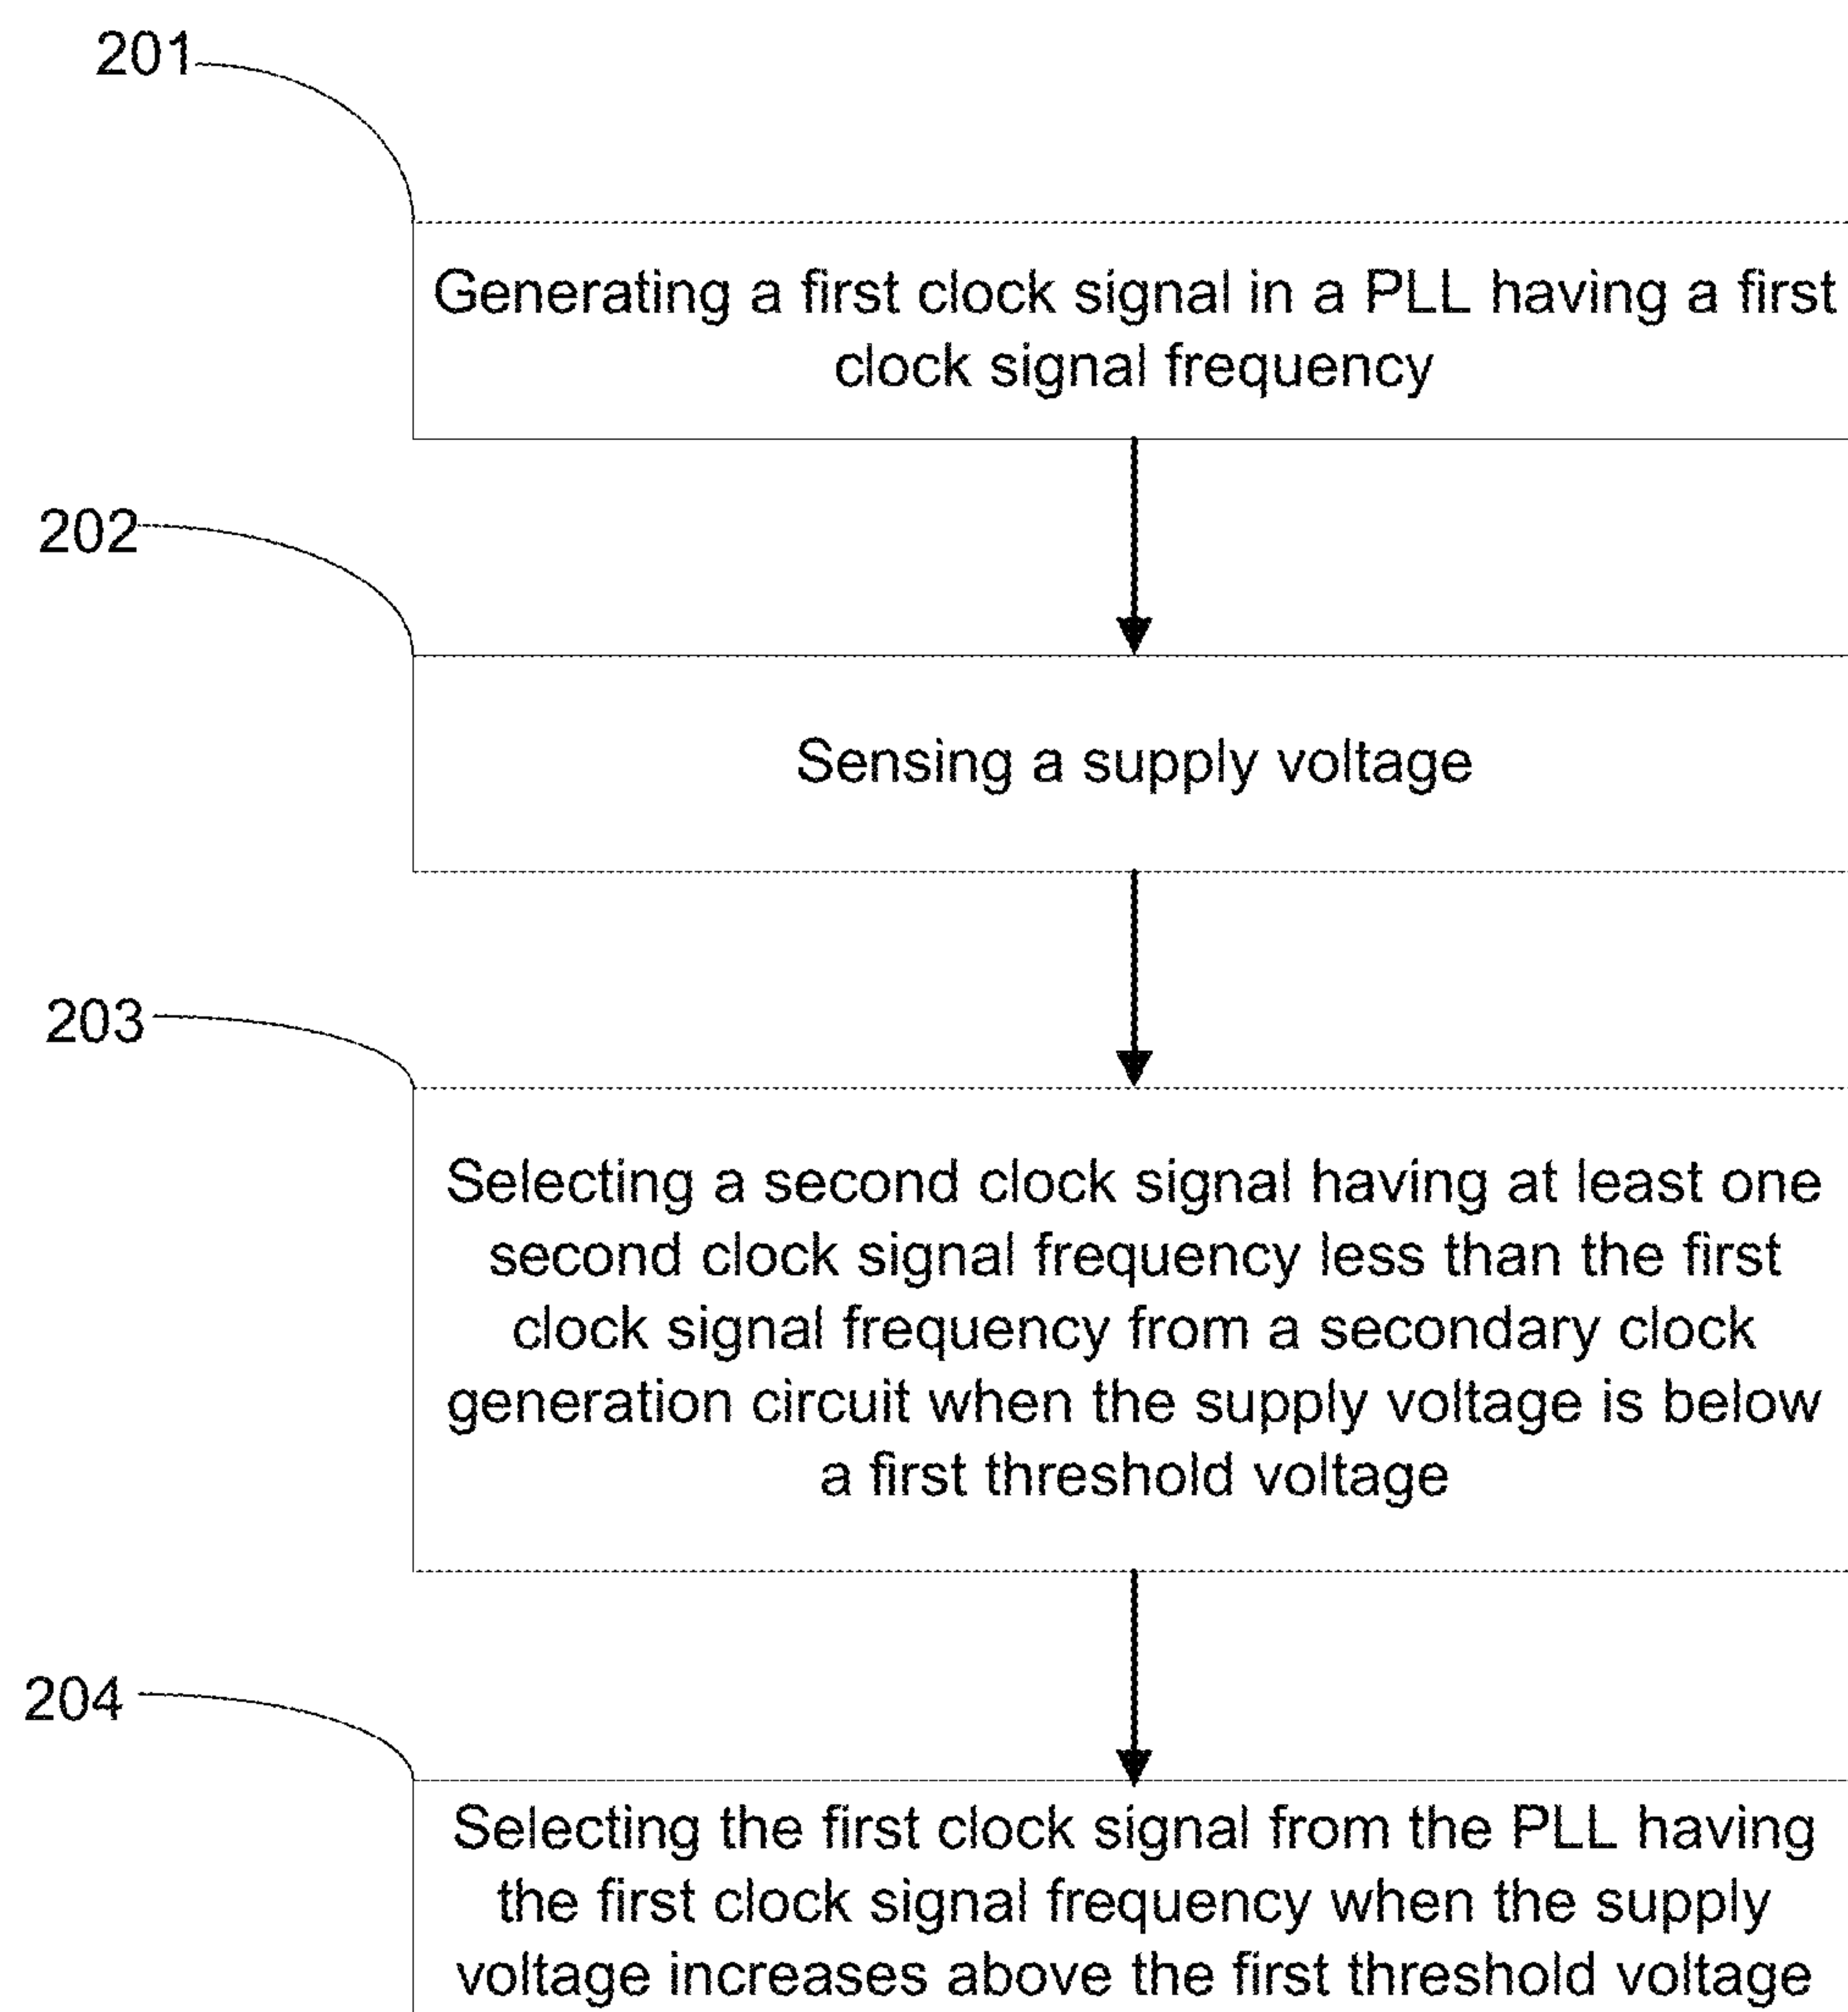 201
Generating a first clock signal in a PLL having a first
clock signal frequency
202
Sensing a supply voltage
203
Selecting a second clock signal having at least one
second clock signal frequency less than the first
clock signal frequency from a secondary clock
generation circuit when the supply voltage is below
a first threshold voltage
204
Selecting the first clock signal from the PLL having
the first clock signal frequency when the supply
voltage increases above the first threshold voltage